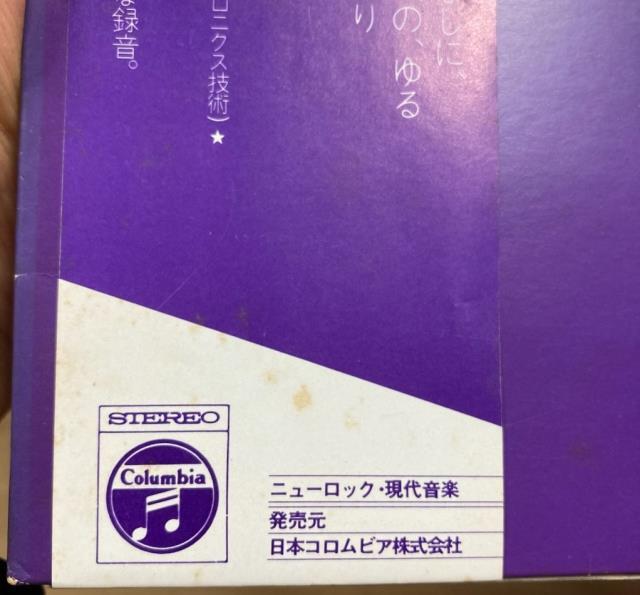 しに、
の、ゆる
り
ロニクス技術)★
録音。
STEREO
Columbia
ニューロック・現代音楽
発売元
日本コロムビア株式会社